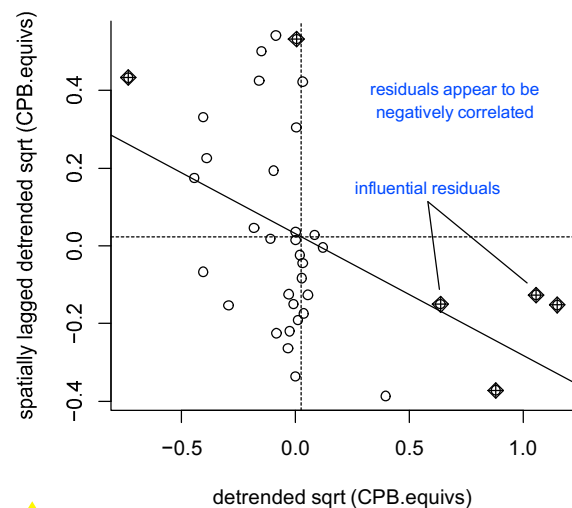 spatially lagged detrended sqrt (CPB.equivs)
0.4
0.2
0.0
−0.2
−0.4
residuals appear to be
negatively correlated
influential residuals
−0.5
0.0
0.5
1.0
detrended sqrt (CPB.equivs)